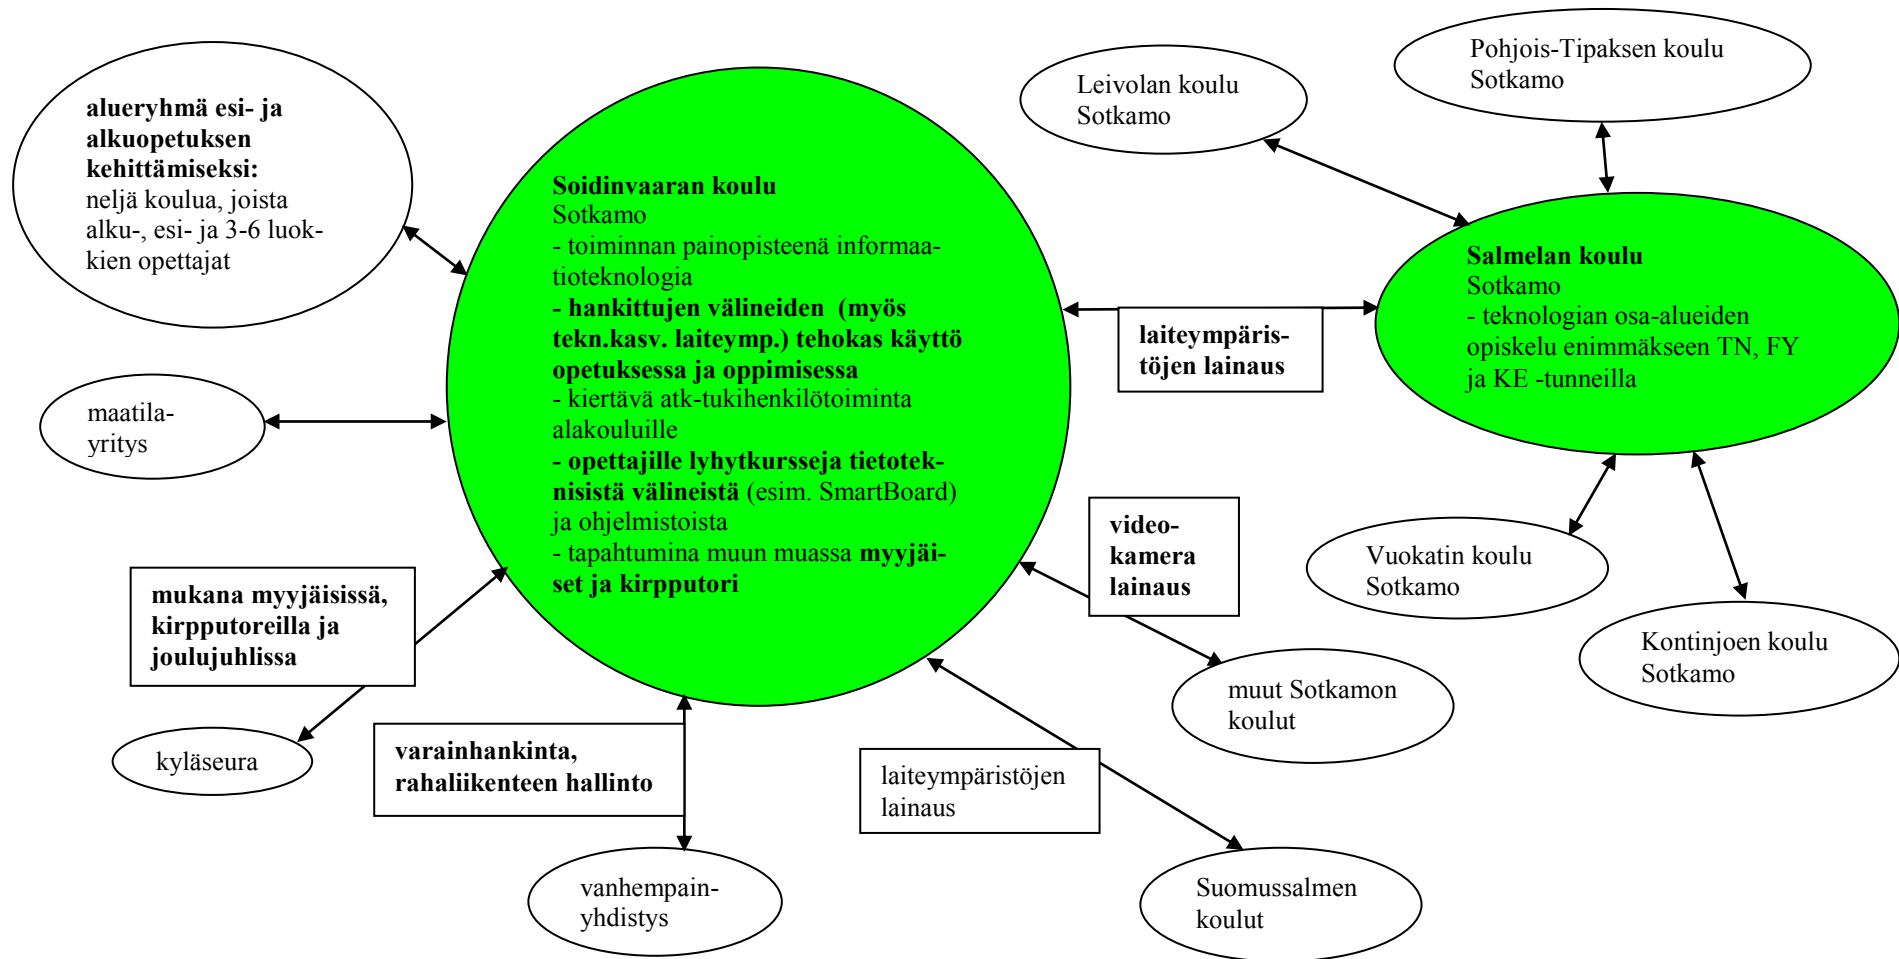 alueryhmä esi- ja
alkuopetuksen
kehittämiseksi:
neljä koulua, joista
alku-, esi- ja 3-6 luok-
kien opettajat
Soidinvaaran koulu
Sotkamo
- toiminnan painopisteenä informaa-
tioteknologia
- hankittujen välineiden  (myös
tekn.kasv. laiteymp.) tehokas käyttö
opetuksessa ja oppimisessa
- kiertävä atk-tukihenkilötoiminta
alakouluille
- opettajille lyhytkursseja tietotek-
nisistä välineistä (esim. SmartBoard)
ja ohjelmistoista
- tapahtumina muun muassa myyjäi-
set ja kirpputori
Leivolan koulu
Sotkamo
Pohjois-Tipaksen koulu
Sotkamo
Salmelan koulu
Sotkamo
- teknologian osa-alueiden
opiskelu enimmäkseen TN, FY
ja KE -tunneilla
laiteympäris-
töjen lainaus
maatila-
yritys
video-
kamera
lainaus
Vuokatin koulu
Sotkamo
Kontinjoen koulu
Sotkamo
mukana myyjäisissä,
kirpputoreilla ja
joulujuhlissa
muut Sotkamon
koulut
kyläseura
varainhankinta,
rahaliikenteen hallinto
laiteympäristöjen
lainaus
vanhempain-
yhdistys
Suomussalmen
koulut